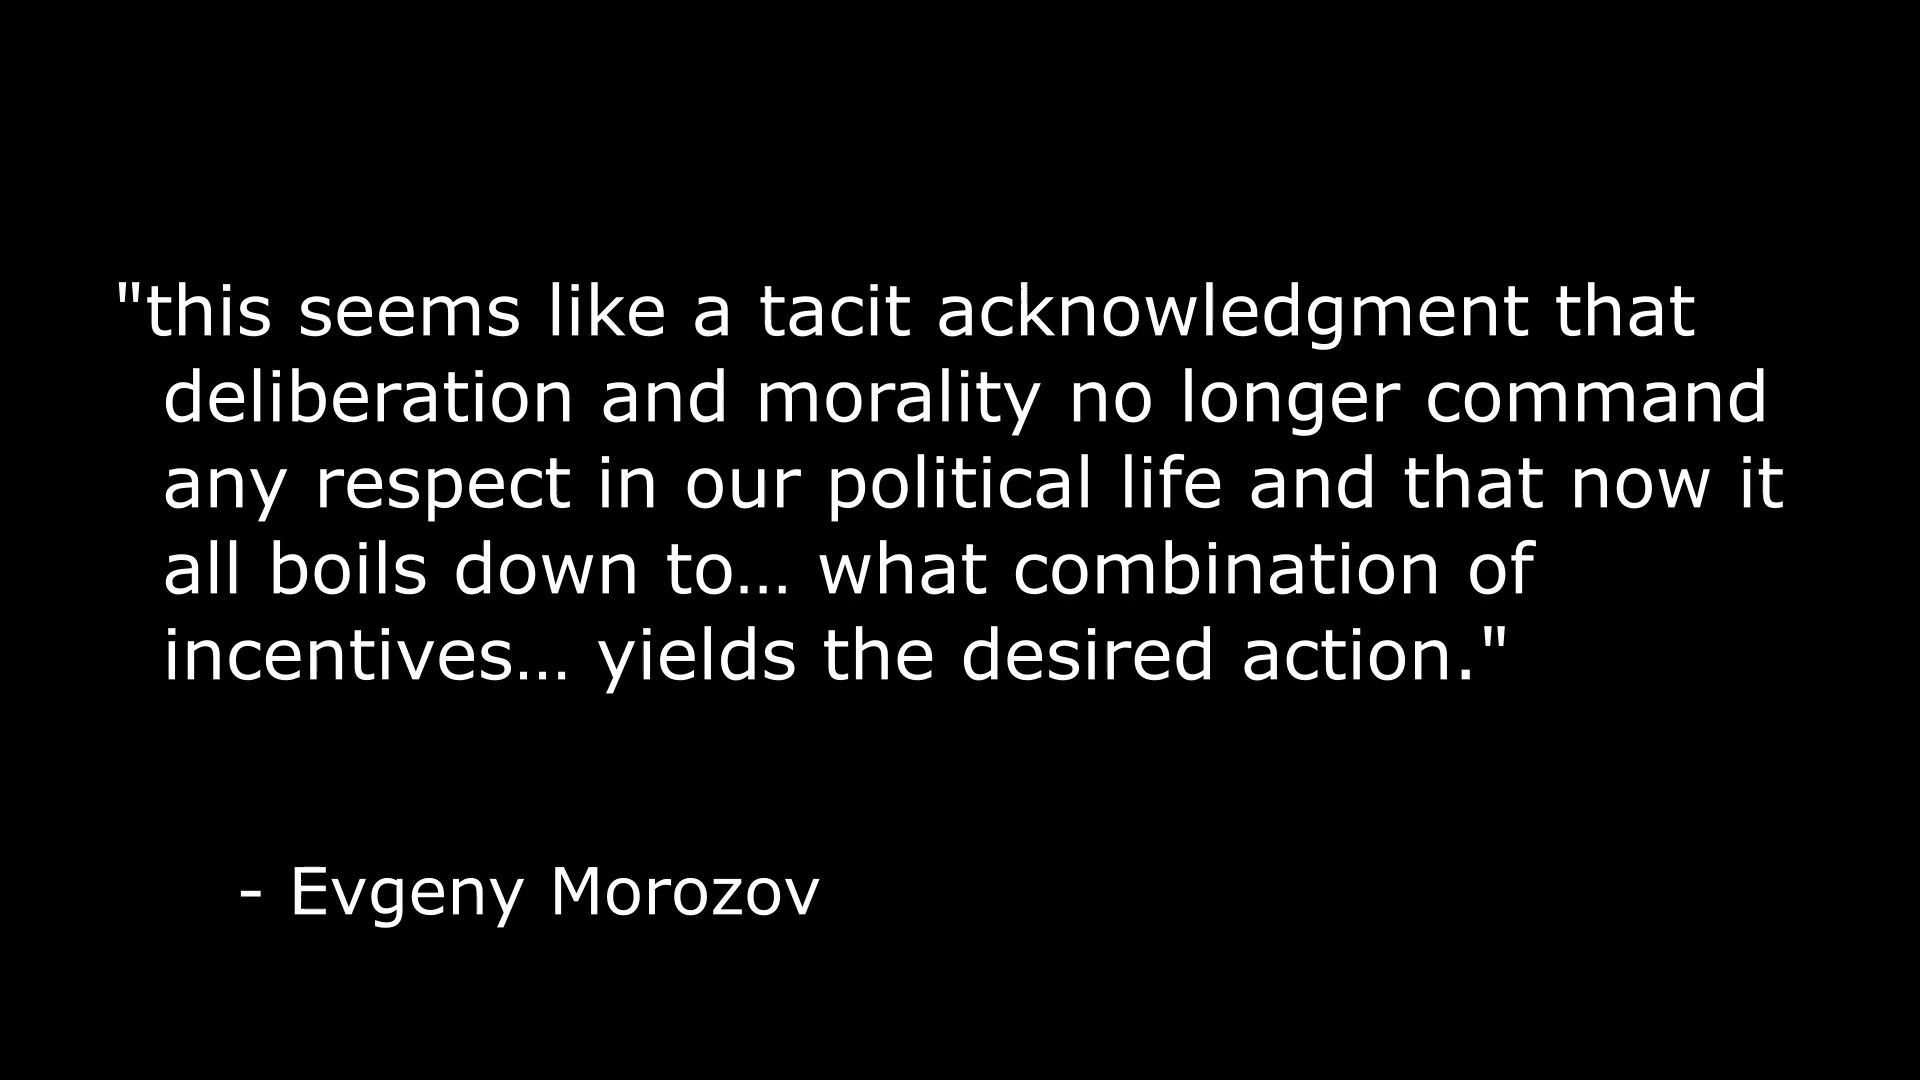 "this seems like a tacit acknowledgment that
deliberation and morality no longer command
any respect in our political life and that now it
all boils down to… what combination of
incentives… yields the desired action."
- Evgeny Morozov